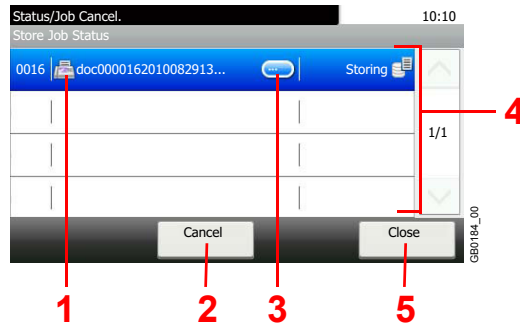 Status/Job Cancel.
10:10
Store Job Status
0016 doc0000162010082913... Storing
1/1
4
Cancel
Close
GB0184_00
1
2
3
5